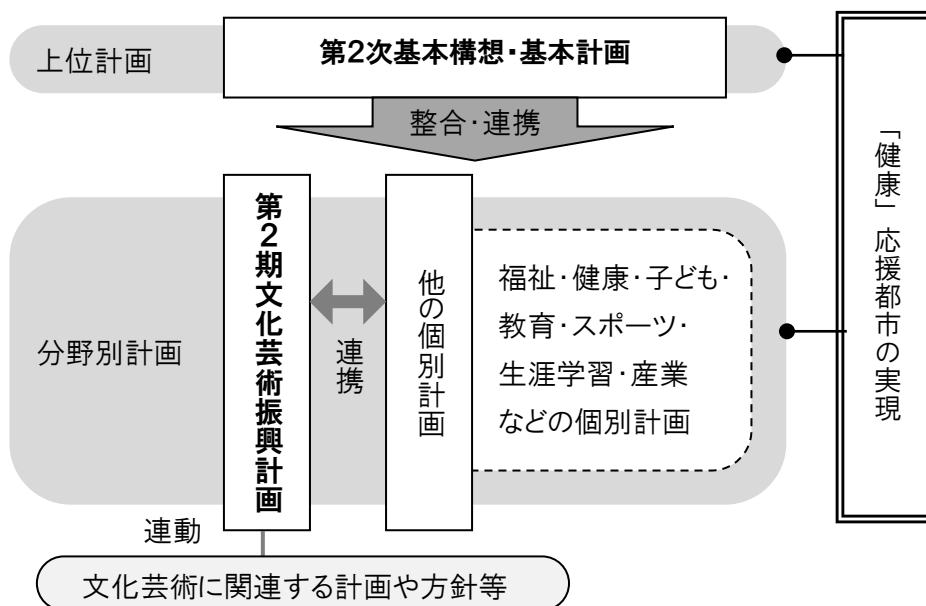 上位計画
第2次基本構想・基本計画
整合・連携
分野別計画
第2期文化芸術振興計画
連携
他の個別計画
福祉・健康・子ども・
教育・スポーツ・
生涯学習・産業
などの個別計画
「健康」応援都市の実現
連動
文化芸術に関連する計画や方針等